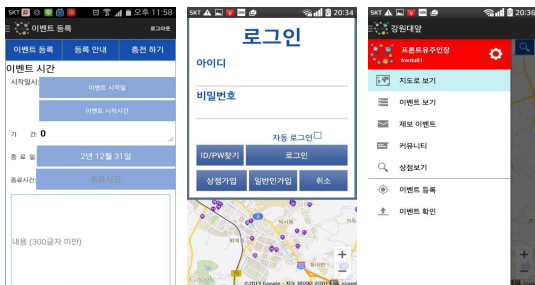 SKT 오후 11:58
이벤트 등록 로그아웃
이벤트 등록 등록 안내 충전 하기
이벤트 시간
시작일시: 이벤트 시작일
이벤트 시작시간
기 간: 0
종 료 일 2년 12월 31일
종료시간: 종료시간
내용 (300글자 미만)
SKT 20:34
로그인
아이디
비밀번호
자동 로그인
ID/PW찾기 로그인
상점가입 일반인가입 취소
Google
SKT 20:36
강원대앞
프론트유주인장
frontu01
지도로 보기
이벤트 보기
제보 이벤트
커뮤니티
상점보기
이벤트 등록
이벤트 확인